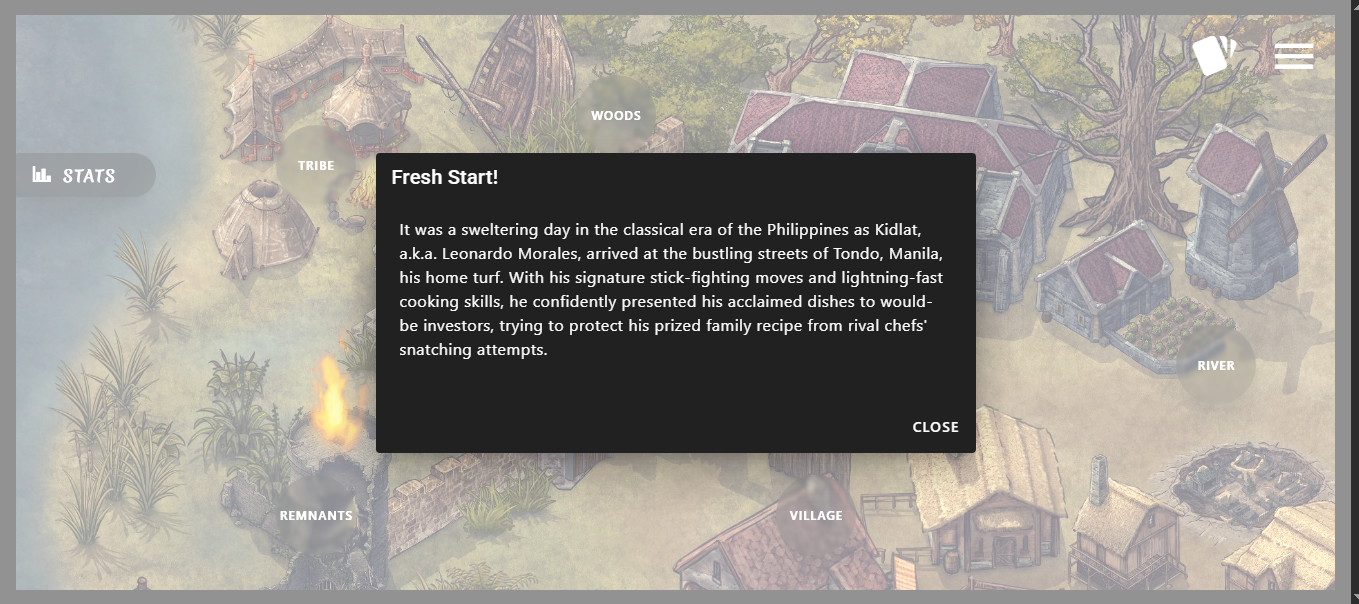 WOODS
TRIBE
STATS
Fresh Start!
It was a sweltering day in the classical era of the Philippines as Kidlat,
a.k.a. Leonardo Morales, arrived at the bustling streets of Tondo, Manila,
his home turf. With his signature stick-fighting moves and lightning-fast
cooking skills, he confidently presented his acclaimed dishes to would-
be investors, trying to protect his prized family recipe from rival chefs'
snatching attempts.
RIVER
CLOSE
REMNANTS
VILLAGE